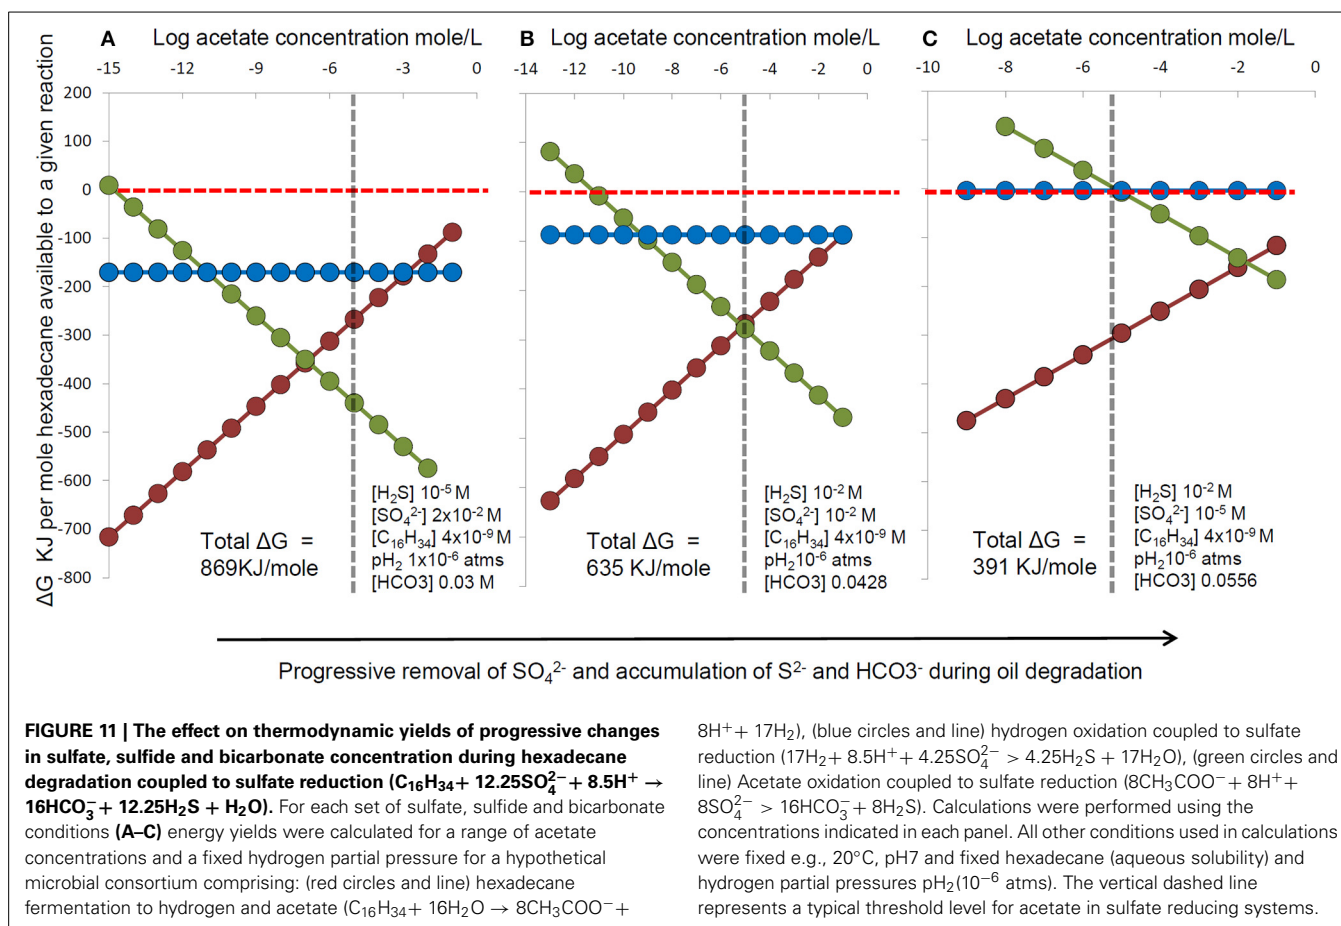 A Log acetate concentration mole/L
-15 -12 -9 -6 -3 0
B Log acetate concentration mole/L
-14 -12 -10 -8 -6 -4 -2 0
C Log acetate concentration mole/L
-10 -8 -6 -4 -2 0
ΔG KJ per mole hexadecane available to a given reaction
200
100
0
-100
-200
-300
-400
-500
-600
-700
-800
Total ΔG =
869KJ/mole
[H₂S] 10⁻⁵ M
[SO₄²⁻] 2x10⁻² M
[C₁₆H₃₄] 4x10⁻⁹ M
pH₂ 1x10⁻⁶ atms
[HCO3] 0.03 M
Total ΔG =
635 KJ/mole
[H₂S] 10⁻² M
[SO₄²⁻] 10⁻² M
[C₁₆H₃₄] 4x10⁻⁹ M
pH₂10⁻⁶ atms
[HCO3] 0.0428
Total ΔG =
391 KJ/mole
[H₂S] 10⁻² M
[SO₄²⁻] 10⁻⁵ M
[C₁₆H₃₄] 4x10⁻⁹ M
pH₂10⁻⁶ atms
[HCO3] 0.0556
Progressive removal of SO₄²⁻ and accumulation of S²⁻ and HCO3⁻ during oil degradation
FIGURE 11 | The effect on thermodynamic yields of progressive changes
in sulfate, sulfide and bicarbonate concentration during hexadecane
degradation coupled to sulfate reduction (C₁₆H₃₄+ 12.25SO₄²⁻+ 8.5H⁺ →
16HCO₃⁻+ 12.25H₂S + H₂O). For each set of sulfate, sulfide and bicarbonate
conditions (A–C) energy yields were calculated for a range of acetate
concentrations and a fixed hydrogen partial pressure for a hypothetical
microbial consortium comprising: (red circles and line) hexadecane
fermentation to hydrogen and acetate (C₁₆H₃₄+ 16H₂O → 8CH₃COO⁻+
8H⁺+ 17H₂), (blue circles and line) hydrogen oxidation coupled to sulfate
reduction (17H₂+ 8.5H⁺+ 4.25SO₄²⁻ > 4.25H₂S + 17H₂O), (green circles and
line) Acetate oxidation coupled to sulfate reduction (8CH₃COO⁻+ 8H⁺+
8SO₄²⁻ > 16HCO₃⁻+ 8H₂S). Calculations were performed using the
concentrations indicated in each panel. All other conditions used in calculations
were fixed e.g., 20°C, pH7 and fixed hexadecane (aqueous solubility) and
hydrogen partial pressures pH₂(10⁻⁶ atms). The vertical dashed line
represents a typical threshold level for acetate in sulfate reducing systems.